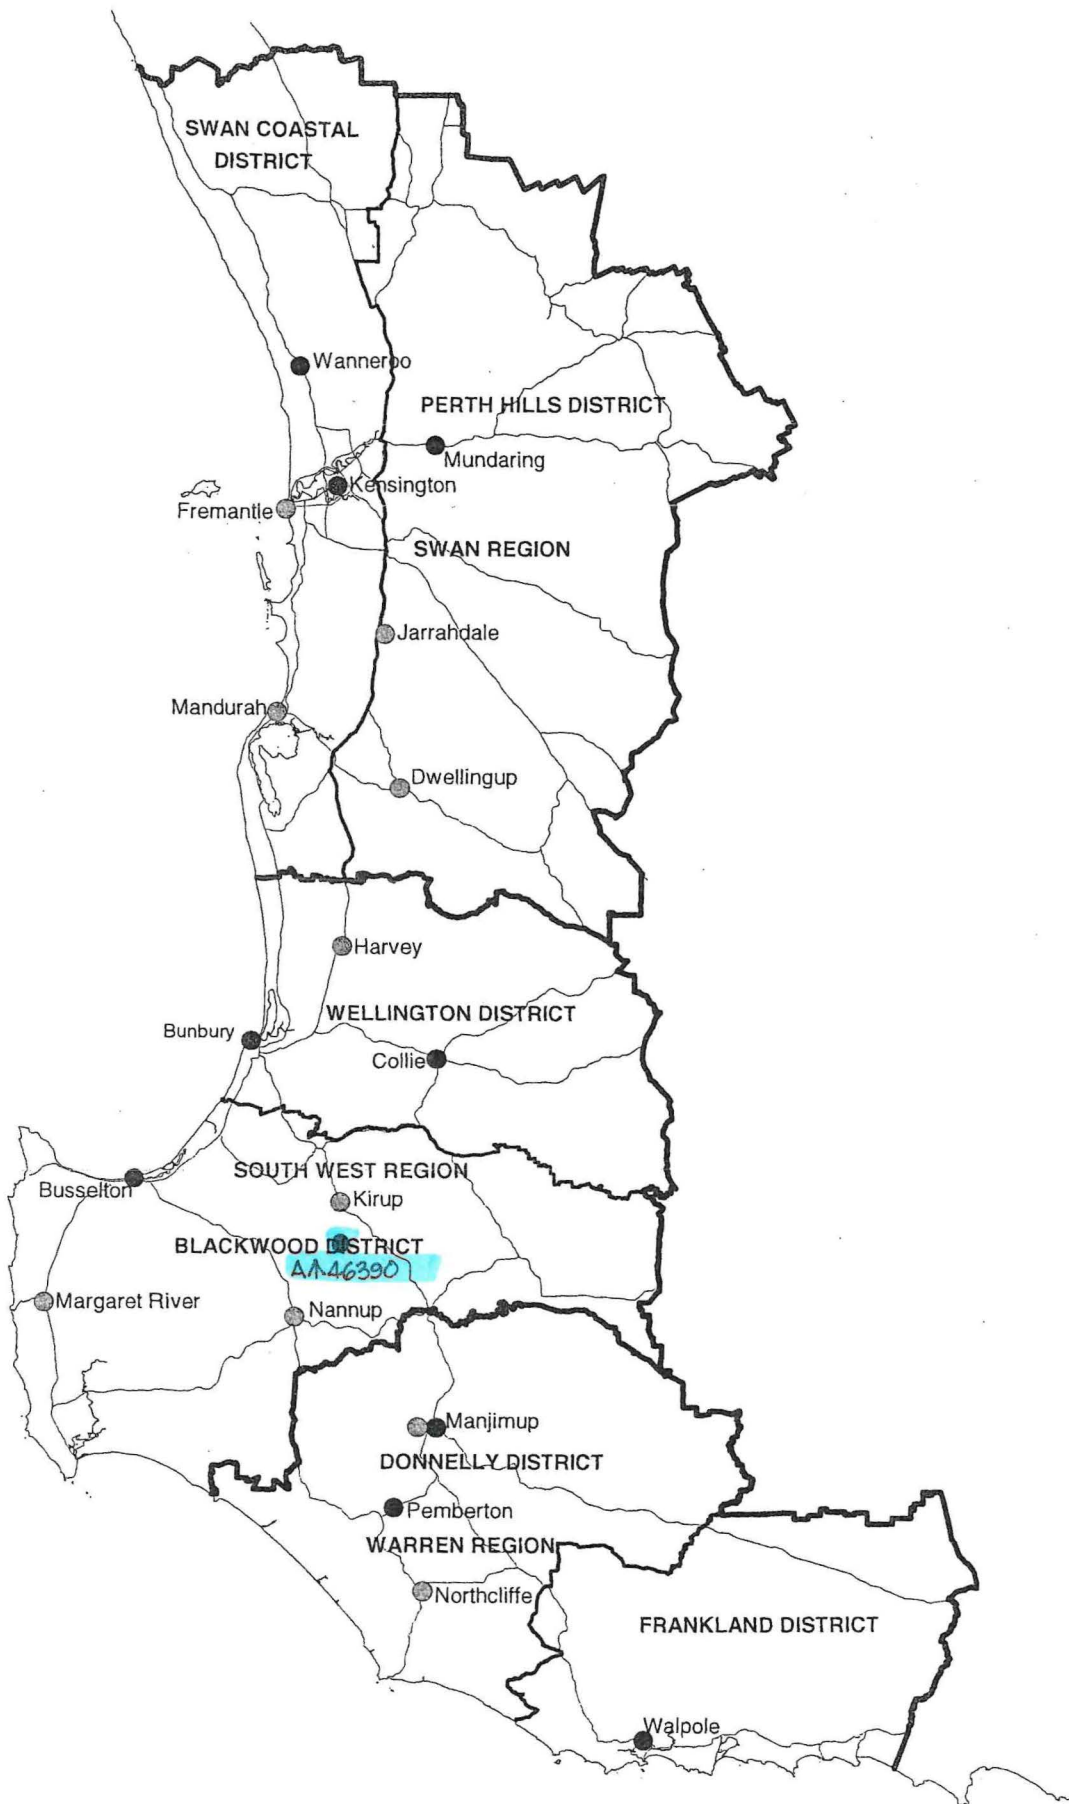 SWAN COASTAL
DISTRICT
Wanneroo
PERTH HILLS DISTRICT
Mundaring
Kensington
Fremantle
SWAN REGION
Jarrahdale
Mandurah
Dwellingup
Harvey
WELLINGTON DISTRICT
Bunbury
Collie
SOUTH WEST REGION
Busselton
Kirup
BLACKWOOD DISTRICT
46390
Margaret River
Nannup
Manjimup
DONNELLY DISTRICT
Pemberton
WARREN REGION
Northcliffe
FRANKLAND DISTRICT
Walpole